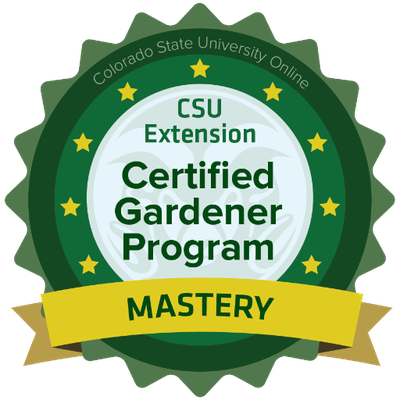 Colorado State University Online
CSU
Extension
Certified
Gardener
Program
MASTERY